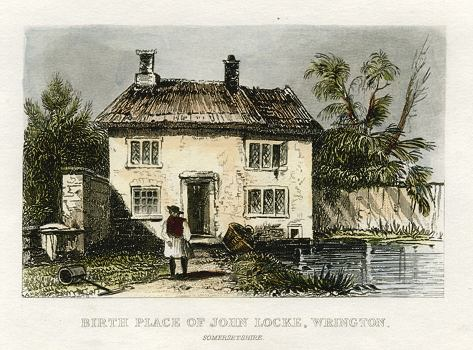 BIRTH PLACE OF JOHN LOCKE, WRINGTON.
SOMERSETSHIRE.